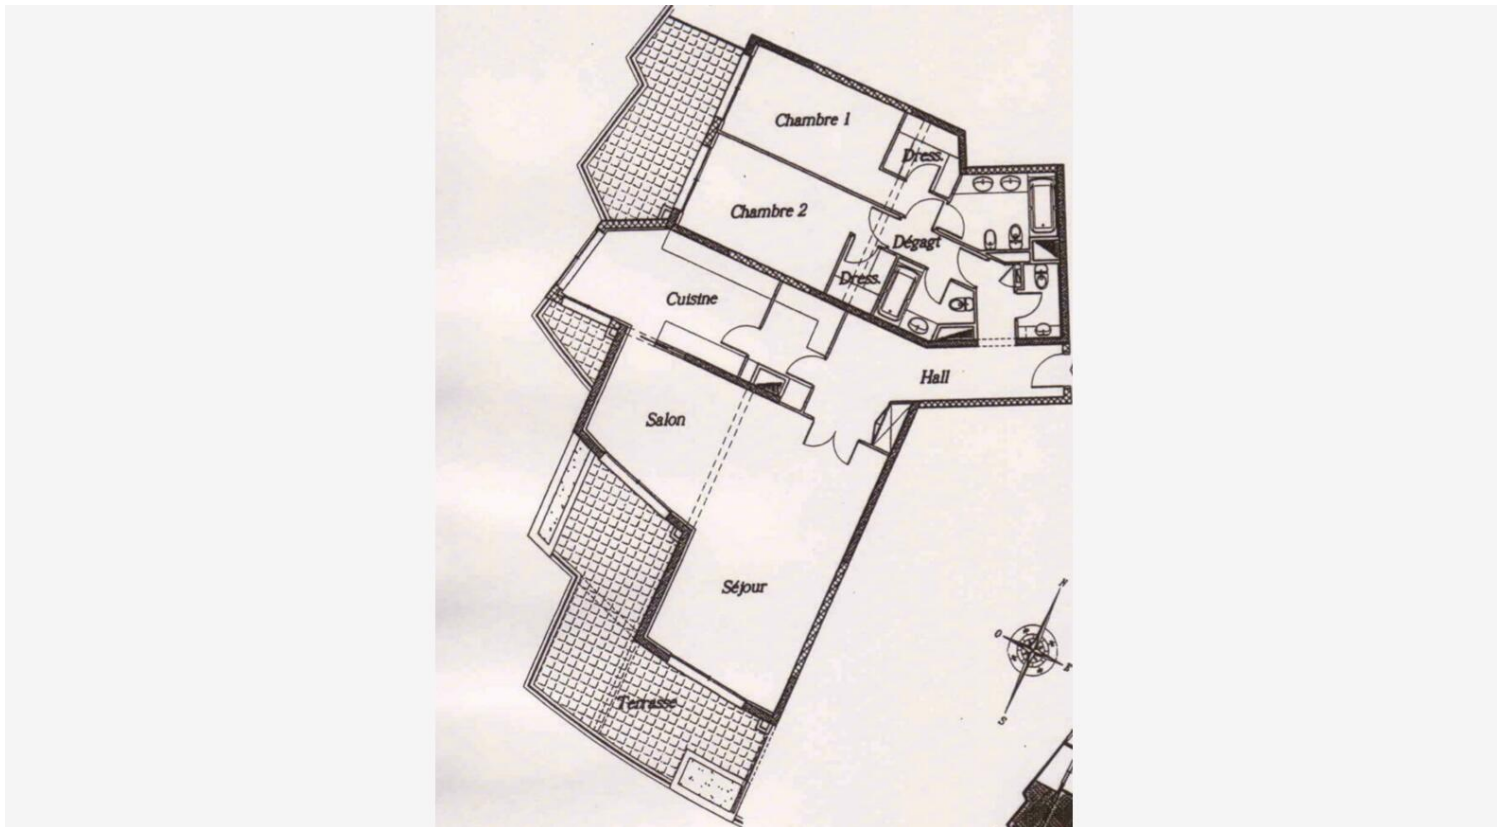 Chambre 1
Dress.
Chambre 2
Dégagt
Dress.
Cuisine
Hall
Salon
Séjour
Terrasse
N
O
E
S